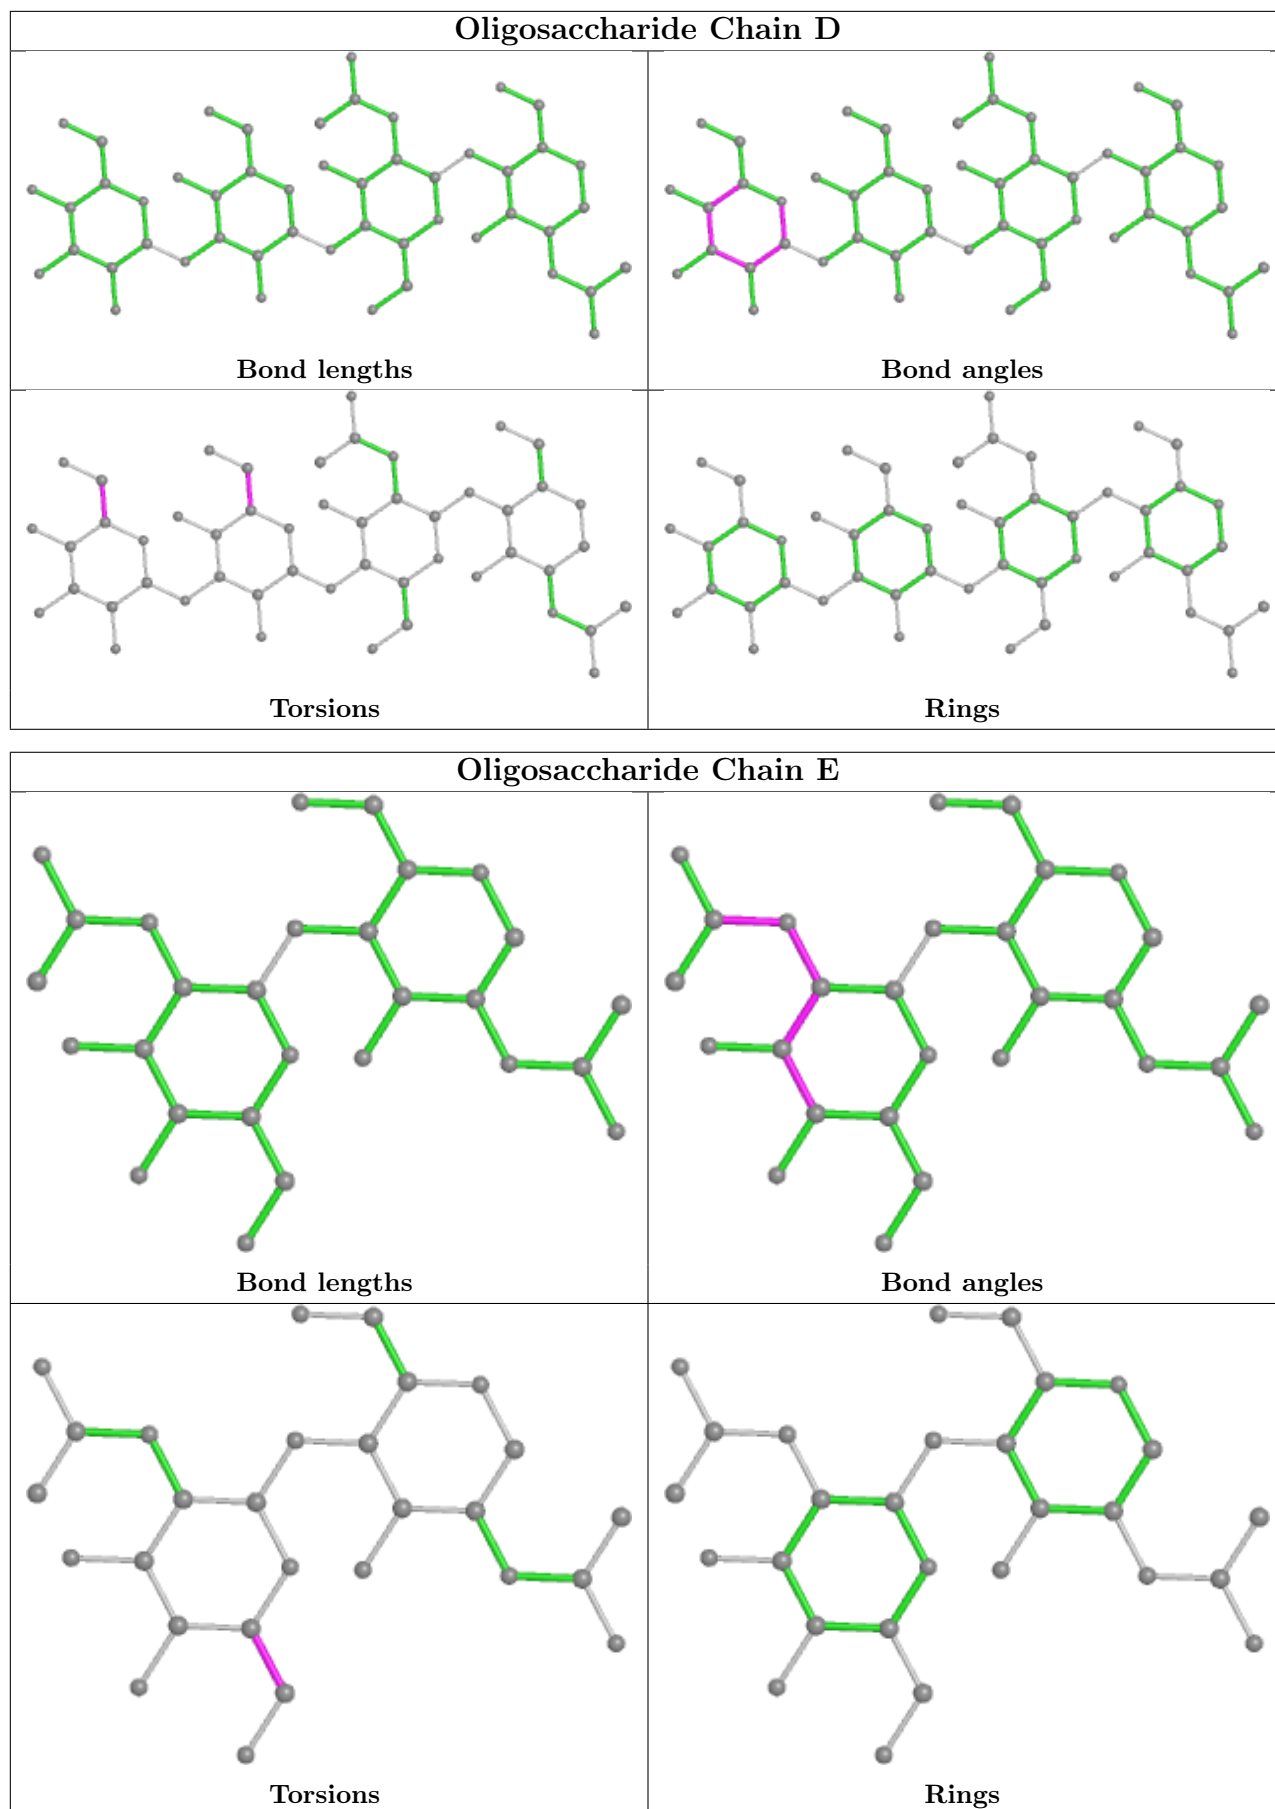 Oligosaccharide Chain D
Bond lengths
Bond angles
Torsions
Rings
Oligosaccharide Chain E
Bond lengths
Bond angles
Torsions
Rings